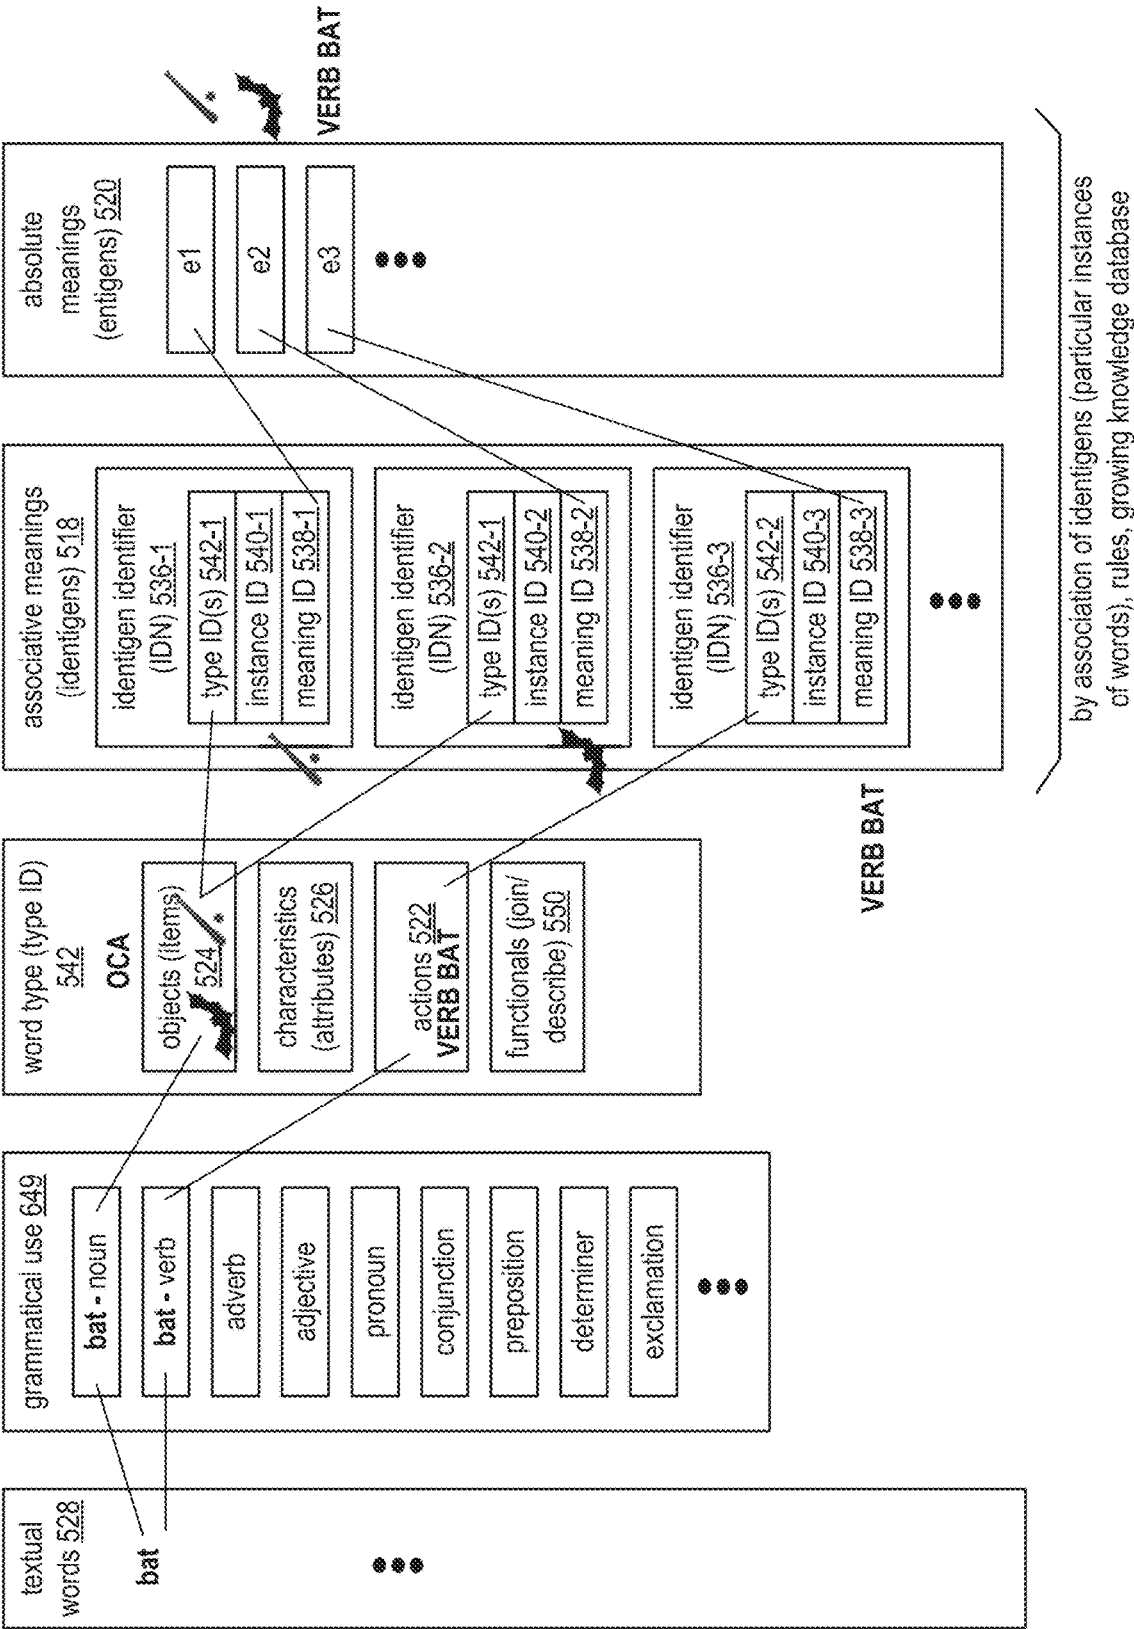 textual
words 528
bat
grammatical use 649
bat - noun
bat - verb
adverb
adjective
pronoun
conjunction
preposition
determiner
exclamation
word type (type ID)
542
OCA
objects (items)
524
characteristics
(attributes) 526
actions 522
VERB BAT
functionals (join/
describe) 550
associative meanings
(identigens) 518
identigen identifier
(IDN) 536-1
type ID(s) 542-1
instance ID 540-1
meaning ID 538-1
identigen identifier
(IDN) 536-2
type ID(s) 542-1
instance ID 540-2
meaning ID 538-2
identigen identifier
(IDN) 536-3
type ID(s) 542-2
instance ID 540-3
meaning ID 538-3
VERB BAT
absolute
meanings
(entigens) 520
e1
e2
e3
VERB BAT
by association of identigens (particular instances
of words), rules, growing knowledge database